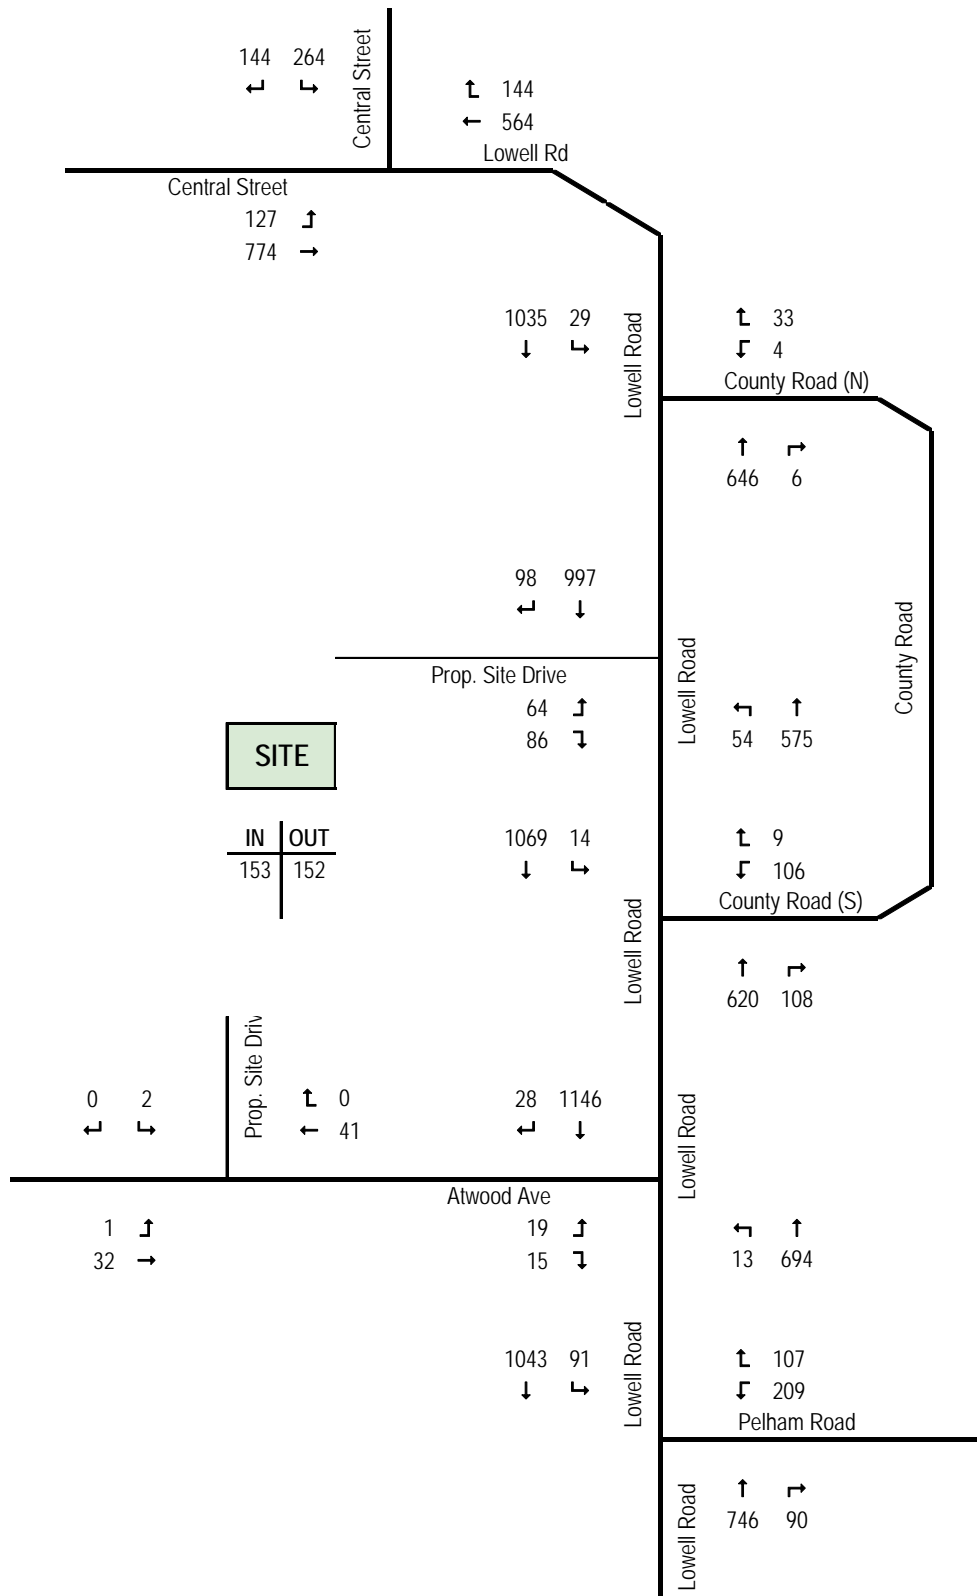 144 264
Central Street
144
564
Lowell Rd
Central Street
127
774
1035 29
Lowell Road
33
4
County Road (N)
646 6
98 997
Prop. Site Drive
64
86
Lowell Road
54 575
County Road
SITE
IN OUT
153 152
1069 14
Lowell Road
9
106
County Road (S)
620 108
0 2
Prop. Site Driv
0
41
28 1146
Lowell Road
Atwood Ave
1
32
19
15
13 694
1043 91
Lowell Road
107
209
Pelham Road
Lowell Road
746 90